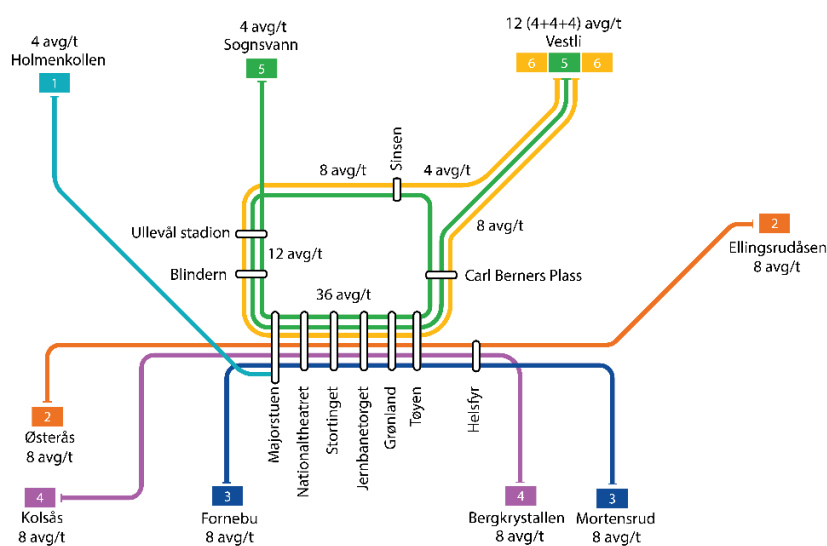 4 avg/t
Holmenkollen
1
4 avg/t
Sognsvann
5
12 (4+4+4) avg/t
Vestli
6 5 6
Sinsen
8 avg/t
4 avg/t
Ullevål stadion
12 avg/t
8 avg/t
2
Ellingsrudåsen
8 avg/t
Blindern
Carl Berners Plass
36 avg/t
Majorstuen
Nationaltheatret
Stortinget
Jernbanetorget
Grønland
Tøyen
Helsfyr
2
Østerås
8 avg/t
4
Kolsås
8 avg/t
3
Fornebu
8 avg/t
4
Bergkrystallen
8 avg/t
3
Mortensrud
8 avg/t